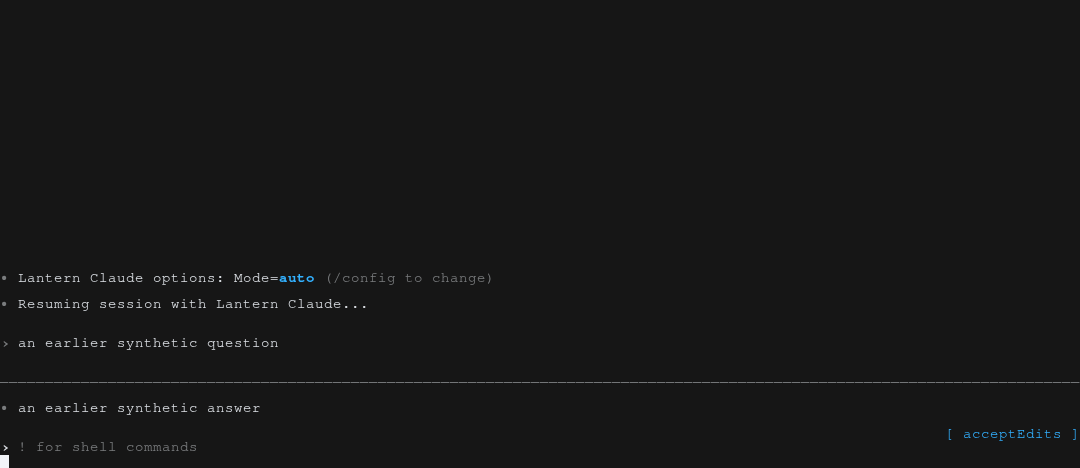 • Lantern Claude options: Mode=auto (/config to change)
• Resuming session with Lantern Claude...
› an earlier synthetic question
• an earlier synthetic answer
[ acceptEdits ]
› ! for shell commands